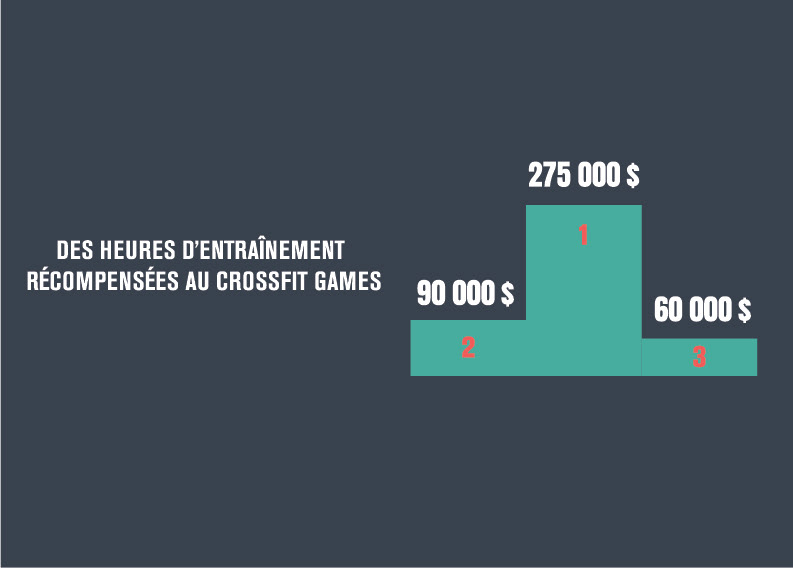 DES HEURES D'ENTRAÎNEMENT
RÉCOMPENSÉES AU CROSSFIT GAMES
275 000 $
1
90 000 $
2
60 000 $
3